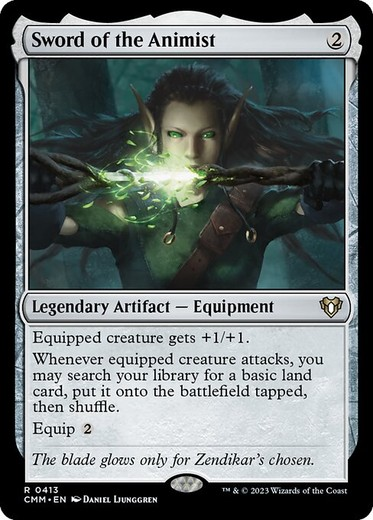 Sword of the Animist 2
Legendary Artifact — Equipment
Equipped creature gets +1/+1.
Whenever equipped creature attacks, you
may search your library for a basic land
card, put it onto the battlefield tapped,
then shuffle.
Equip 2
The blade glows only for Zendikar's chosen.
R 0413
CMM • EN Daniel Ljunggren
™ & © 2023 Wizards of the Coast